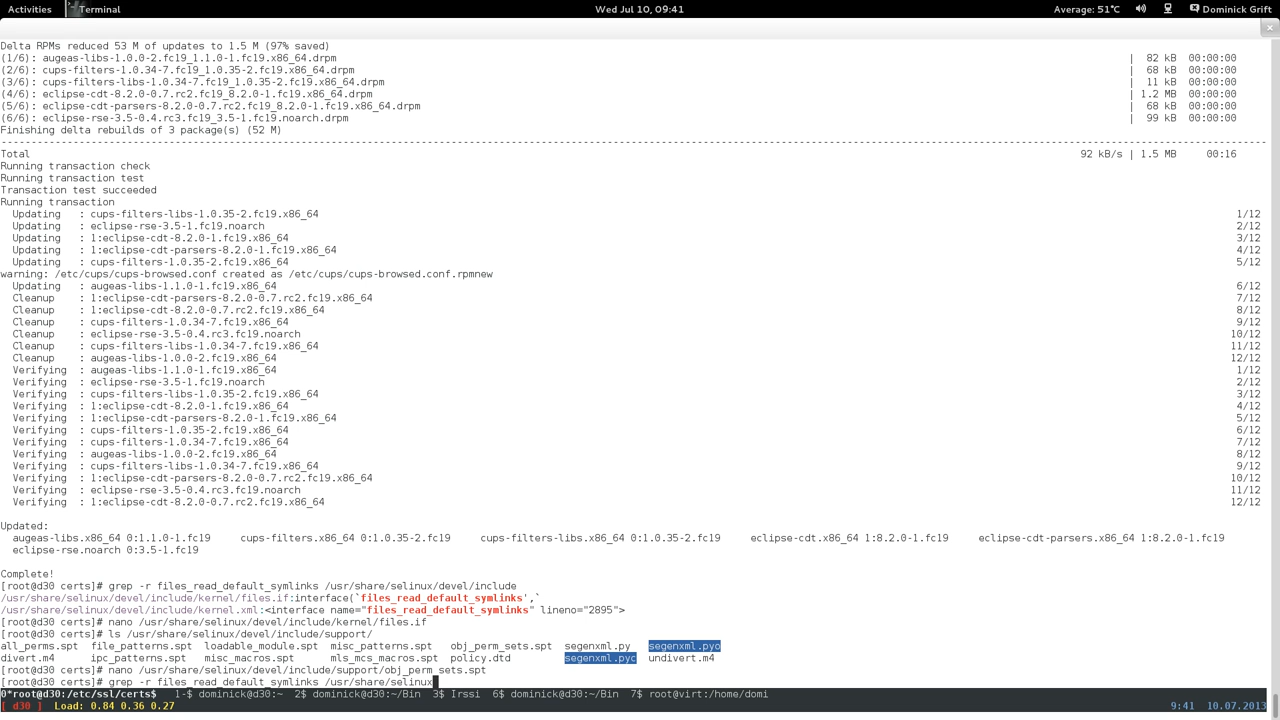 Activities Terminal Wed Jul 10, 09:41 Average: 51°C Dominick Grift
Delta RPMs reduced 53 M of updates to 1.5 M (97% saved)
(1/6): augeas-libs-1.0.0-2.fc19_1.1.0-1.fc19.x86_64.drpm | 82 kB 00:00:00
(2/6): cups-filters-1.0.34-7.fc19_1.0.35-2.fc19.x86_64.drpm | 68 kB 00:00:00
(3/6): cups-filters-libs-1.0.34-7.fc19_1.0.35-2.fc19.x86_64.drpm | 11 kB 00:00:00
(4/6): eclipse-cdt-8.2.0-0.7.rc2.fc19_8.2.0-1.fc19.x86_64.drpm | 1.2 MB 00:00:00
(5/6): eclipse-cdt-parsers-8.2.0-0.7.rc2.fc19_8.2.0-1.fc19.x86_64.drpm | 68 kB 00:00:00
(6/6): eclipse-rse-3.5-0.4.rc3.fc19_3.5-1.fc19.noarch.drpm | 99 kB 00:00:00
Finishing delta rebuilds of 3 package(s) (52 M)
Total 92 kB/s | 1.5 MB 00:16
Running transaction check
Running transaction test
Transaction test succeeded
Running transaction
Updating : cups-filters-libs-1.0.35-2.fc19.x86_64 1/12
Updating : eclipse-rse-3.5-1.fc19.noarch 2/12
Updating : 1:eclipse-cdt-8.2.0-1.fc19.x86_64 3/12
Updating : 1:eclipse-cdt-parsers-8.2.0-1.fc19.x86_64 4/12
Updating : cups-filters-1.0.35-2.fc19.x86_64 5/12
warning: /etc/cups/cups-browsed.conf created as /etc/cups/cups-browsed.conf.rpmnew
Updating : augeas-libs-1.1.0-1.fc19.x86_64 6/12
Cleanup : 1:eclipse-cdt-parsers-8.2.0-0.7.rc2.fc19.x86_64 7/12
Cleanup : 1:eclipse-cdt-8.2.0-0.7.rc2.fc19.x86_64 8/12
Cleanup : cups-filters-1.0.34-7.fc19.x86_64 9/12
Cleanup : eclipse-rse-3.5-0.4.rc3.fc19.noarch 10/12
Cleanup : cups-filters-libs-1.0.34-7.fc19.x86_64 11/12
Cleanup : augeas-libs-1.0.0-2.fc19.x86_64 12/12
Verifying : augeas-libs-1.1.0-1.fc19.x86_64 1/12
Verifying : eclipse-rse-3.5-1.fc19.noarch 2/12
Verifying : cups-filters-libs-1.0.35-2.fc19.x86_64 3/12
Verifying : 1:eclipse-cdt-8.2.0-1.fc19.x86_64 4/12
Verifying : 1:eclipse-cdt-parsers-8.2.0-1.fc19.x86_64 5/12
Verifying : cups-filters-1.0.35-2.fc19.x86_64 6/12
Verifying : cups-filters-1.0.34-7.fc19.x86_64 7/12
Verifying : augeas-libs-1.0.0-2.fc19.x86_64 8/12
Verifying : cups-filters-libs-1.0.34-7.fc19.x86_64 9/12
Verifying : 1:eclipse-cdt-parsers-8.2.0-0.7.rc2.fc19.x86_64 10/12
Verifying : eclipse-rse-3.5-0.4.rc3.fc19.noarch 11/12
Verifying : 1:eclipse-cdt-8.2.0-0.7.rc2.fc19.x86_64 12/12
Updated:
augeas-libs.x86_64 0:1.1.0-1.fc19 cups-filters.x86_64 0:1.0.35-2.fc19 cups-filters-libs.x86_64 0:1.0.35-2.fc19 eclipse-cdt.x86_64 1:8.2.0-1.fc19 eclipse-cdt-parsers.x86_64 1:8.2.0-1.fc19
eclipse-rse.noarch 0:3.5-1.fc19
Complete!
[root@d30 certs]# grep -r files_read_default_symlinks /usr/share/selinux/devel/include
/usr/share/selinux/devel/include/kernel/files.if:interface(`files_read_default_symlinks',`
/usr/share/selinux/devel/include/kernel.xml:<interface name="files_read_default_symlinks" lineno="2895">
[root@d30 certs]# nano /usr/share/selinux/devel/include/kernel/files.if
[root@d30 certs]# ls /usr/share/selinux/devel/include/support/
all_perms.spt file_patterns.spt loadable_module.spt misc_patterns.spt obj_perm_sets.spt segenxml.py segenxml.pyo
divert.m4 ipc_patterns.spt misc_macros.spt mls_mcs_macros.spt policy.dtd segenxml.pyc undivert.m4
[root@d30 certs]# nano /usr/share/selinux/devel/include/support/obj_perm_sets.spt
[root@d30 certs]# grep -r files_read_default_symlinks /usr/share/selinux
0*root@d30:/etc/ssl/certs* 1-$ dominick@d30:~ 2$ dominick@d30:~/Bin 3$ Irssi 6$ dominick@d30:~/Bin 7$ root@virt:/home/domi
[ d30 ] Load: 0.84 0.36 0.27 9:41 10.07.2013